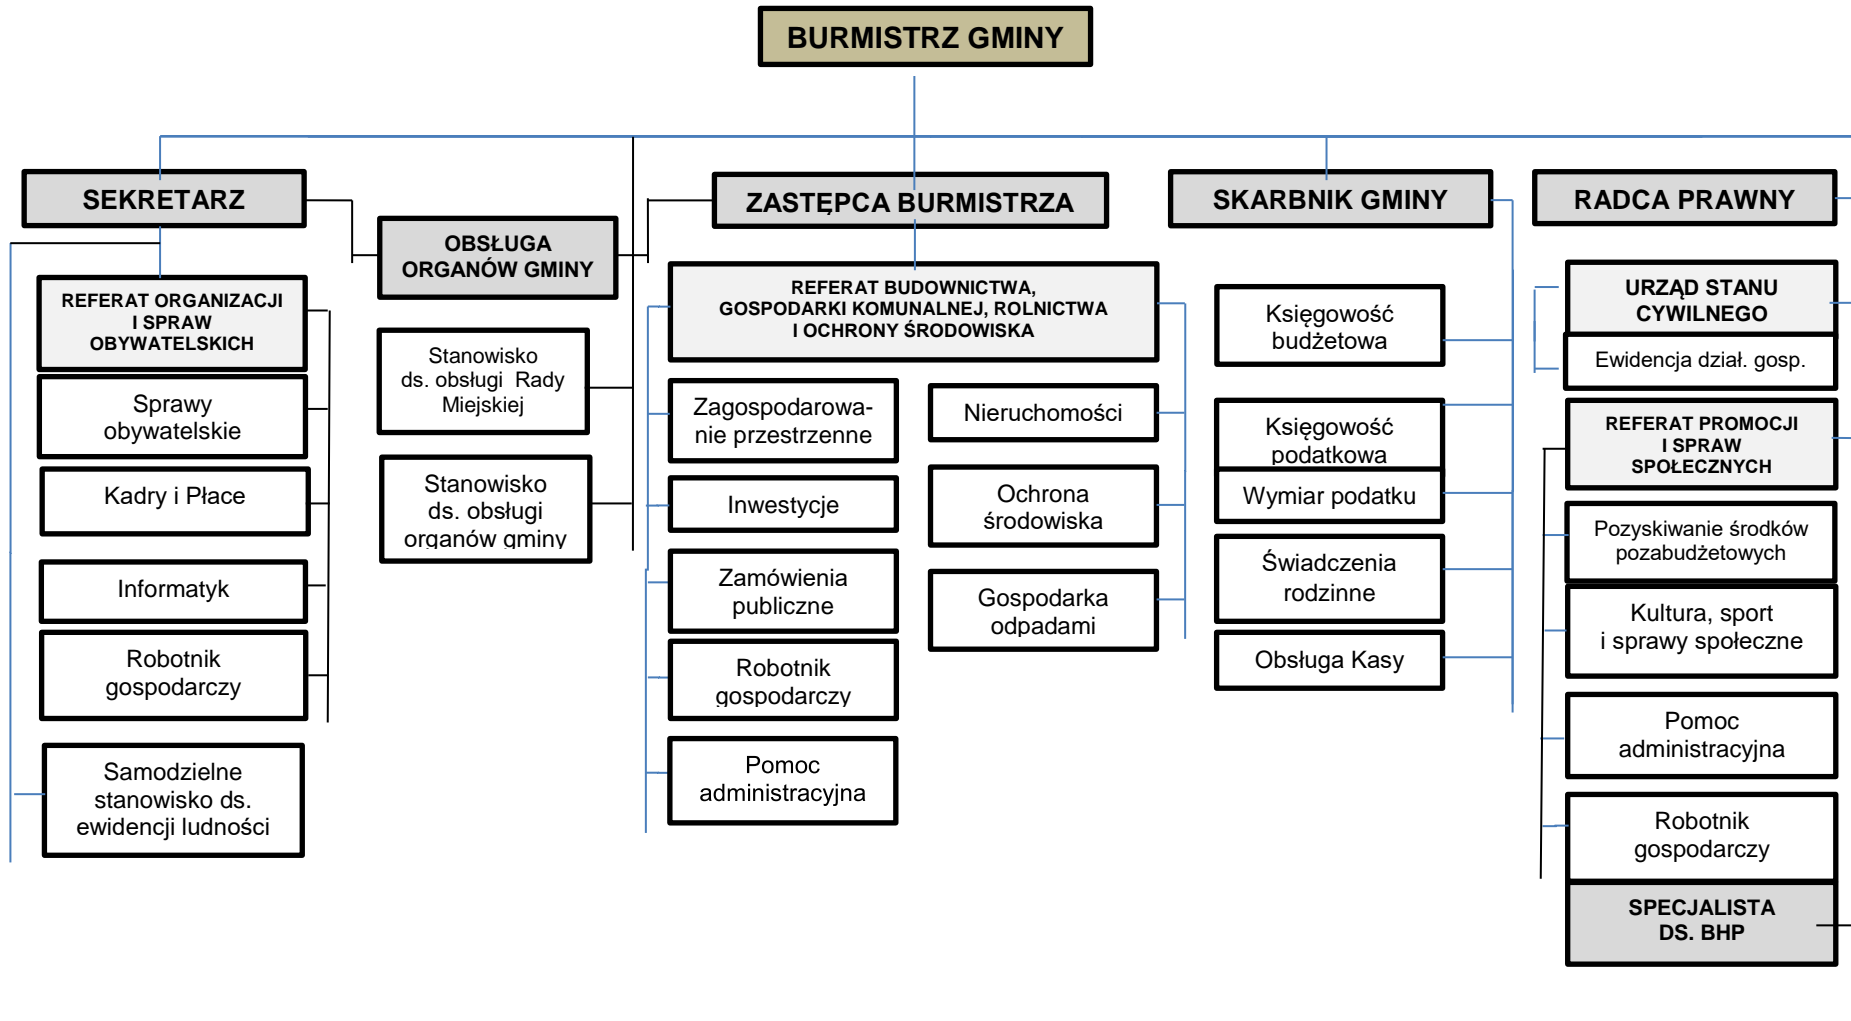 BURMISTRZ GMINY
SEKRETARZ
OBSŁUGA
ORGANÓW GMINY
ZASTĘPCA BURMISTRZA
SKARBNIK GMINY
RADCA PRAWNY
REFERAT ORGANIZACJI
I SPRAW
OBYWATELSKICH
Sprawy
obywatelskie
Kadry i Płace
Informatyk
Robotnik
gospodarczy
Samodzielne
stanowisko ds.
ewidencji ludności
Stanowisko
ds. obsługi Rady
Miejskiej
Stanowisko
ds. obsługi
organów gminy
REFERAT BUDOWNICTWA,
GOSPODARKI KOMUNALNEJ, ROLNICTWA
I OCHRONY ŚRODOWISKA
Zagospodarowa-
nie przestrzenne
Inwestycje
Zamówienia
publiczne
Robotnik
gospodarczy
Pomoc
administracyjna
Nieruchomości
Ochrona
środowiska
Gospodarka
odpadami
Księgowość
budżetowa
Księgowość
podatkowa
Wymiar podatku
Świadczenia
rodzinne
Obsługa Kasy
URZĄD STANU
CYWILNEGO
Ewidencja dział. gosp.
REFERAT PROMOCJI
I SPRAW
SPOŁECZNYCH
Pozyskiwanie środków
pozabudżetowych
Kultura, sport
i sprawy społeczne
Pomoc
administracyjna
Robotnik
gospodarczy
SPECJALISTA
DS. BHP